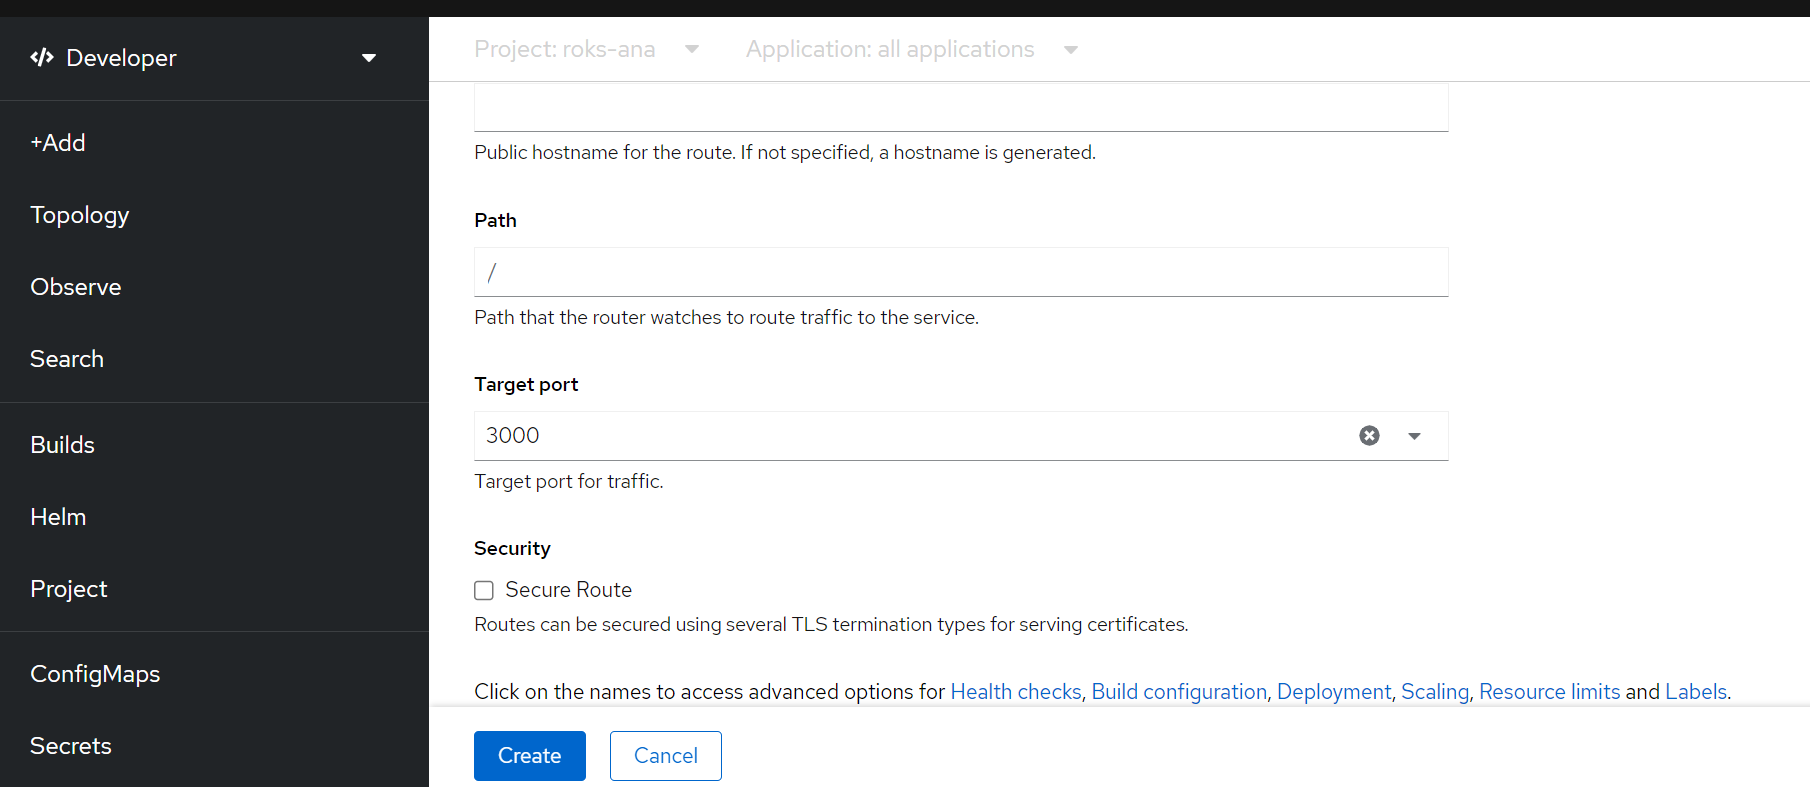 Developer
+Add
Topology
Observe
Search
Builds
Helm
Project
ConfigMaps
Secrets
Project: roks-ana
Application: all applications
Public hostname for the route. If not specified, a hostname is generated.
Path
/
Path that the router watches to route traffic to the service.
Target port
3000
Target port for traffic.
Security
Secure Route
Routes can be secured using several TLS termination types for serving certificates.
Click on the names to access advanced options for Health checks, Build configuration, Deployment, Scaling, Resource limits and Labels.
Create
Cancel